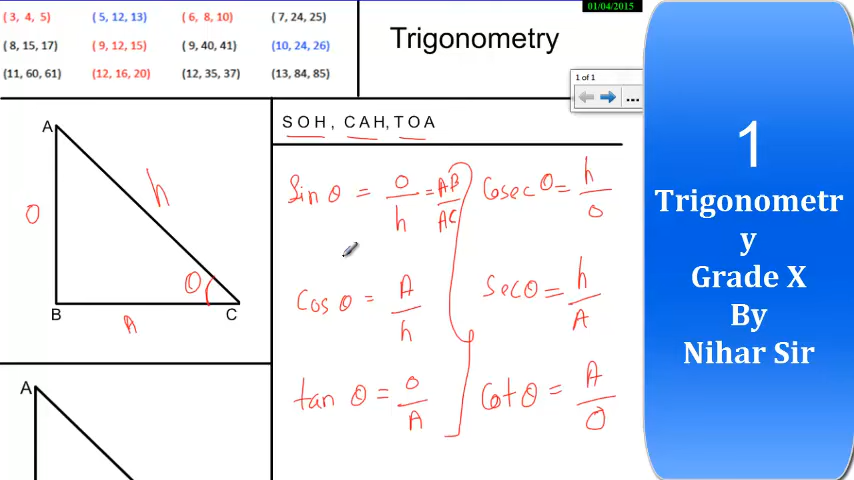 ( 3, 4, 5) ( 5, 12, 13) ( 6, 8, 10) ( 7, 24, 25)
(8, 15, 17) ( 9, 12, 15) ( 9, 40, 41) (10, 24, 26)
(11, 60, 61) (12, 16, 20) (12, 35, 37) (13, 84, 85)
Trigonometry
01/04/2015
1 of 1
...
SOH, CAH, TOA
A
O
h
θ
B
A
C
Sin θ = O/h = AB/AC
Cosec θ = h/O
Cos θ = A/h
Sec θ = h/A
tan θ = O/A
Cot θ = A/O
A
1
Trigonometr
y
Grade X
By
Nihar Sir